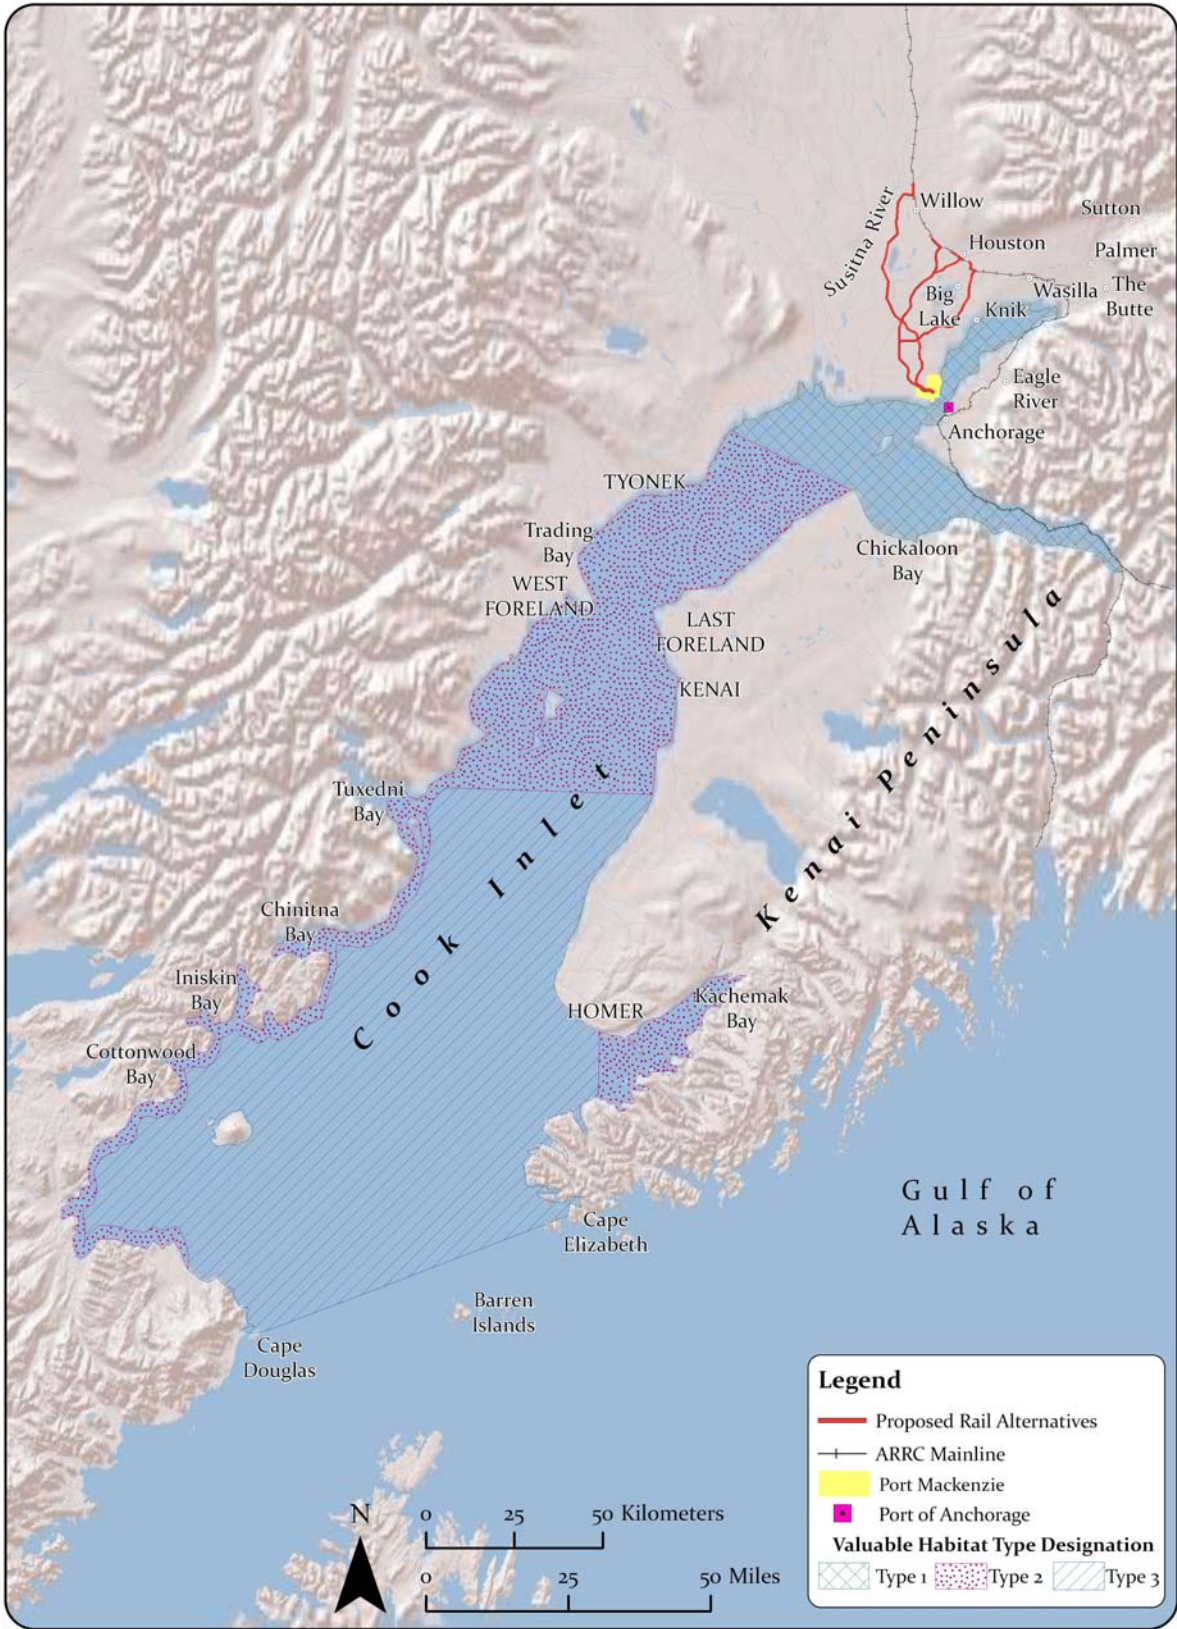 Willow
Sutton
Susitna River
Houston
Palmer
Big
Lake
Wasilla
The
Butte
Knik
Eagle
River
Anchorage
TYONEK
Trading
Bay
Chickaloon
Bay
WEST
FORELAND
LAST
FORELAND
KENAI
Kenai Peninsula
Tuxedni
Bay
Cook Inlet
Chinitna
Bay
Iniskin
Bay
HOMER
Kachemak
Bay
Cottonwood
Bay
Gulf of
Alaska
Cape
Elizabeth
Barren
Islands
Cape
Douglas
N
0 25 50 Kilometers
0 25 50 Miles
Legend
Proposed Rail Alternatives
ARRC Mainline
Port Mackenzie
Port of Anchorage
Valuable Habitat Type Designation
Type 1 Type 2 Type 3